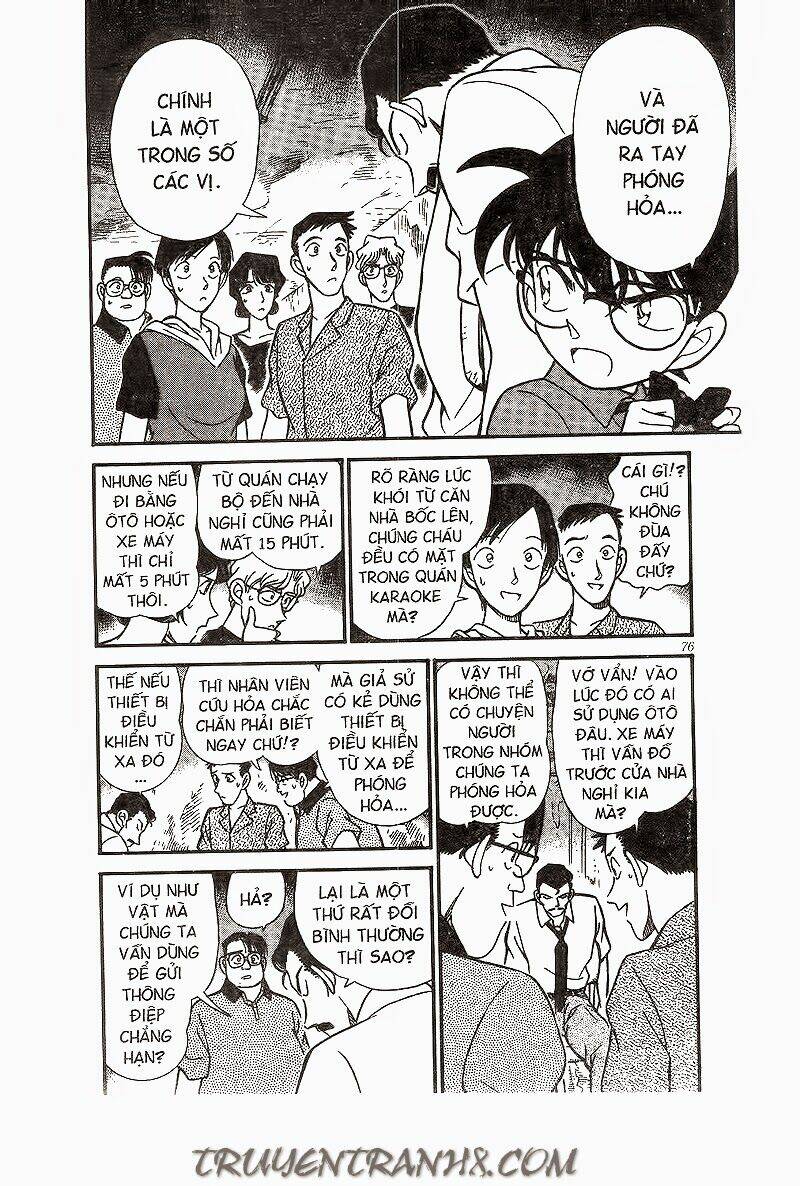 VÀ
NGƯỜI ĐÃ
RA TAY
PHÓNG
HỎA...
CHÍNH
LÀ MỘT
TRONG SỐ
CÁC VỊ.
CÁI GÌ!?
CHÚ
KHÔNG
ĐÙA
ĐẤY
CHỨ?
RÕ RÀNG LÚC
KHÓI TỪ CĂN
NHÀ BỐC LÊN,
CHÚNG CHÁU
ĐỀU CÓ MẶT
TRONG QUÁN
KARAOKE
MÀ?
TỪ QUÁN CHẠY
BỘ ĐẾN NHÀ
NGHỈ CŨNG PHẢI
MẤT 15 PHÚT.
NHƯNG NẾU
ĐI BẰNG
ÔTÔ HOẶC
XE MÁY
THÌ CHỈ
MẤT 5 PHÚT
THÔI.
76
VỚ VẨN! VÀO
LÚC ĐÓ CÓ AI
SỬ DỤNG ÔTÔ
ĐÂU. XE MÁY
THÌ VẪN ĐỖ
TRƯỚC CỬA NHÀ
NGHỈ KIA
MÀ?
VẬY THÌ
KHÔNG THỂ
CÓ CHUYỆN
NGƯỜI
TRONG NHÓM
CHÚNG TA
PHÓNG HỎA
ĐƯỢC.
MÀ GIẢ SỬ
CÓ KẺ DÙNG
THIẾT BỊ
ĐIỀU KHIỂN
TỪ XA ĐỂ
PHÓNG
HỎA...
THÌ NHÂN VIÊN
CỨU HỎA CHẮC
CHẮN PHẢI BIẾT
NGAY CHỨ!?
THẾ NẾU
THIẾT BỊ
ĐIỀU
KHIỂN TỪ
XA ĐÓ
...
LẠI LÀ MỘT
THỨ RẤT ĐỖI
BÌNH THƯỜNG
THÌ SAO?
HẢ?
VÍ DỤ NHƯ
VẬT MÀ
CHÚNG TA
VẪN DÙNG
ĐỂ GỬI
THÔNG
ĐIỆP
CHẲNG
HẠN?
TRUYENTRANH8.COM